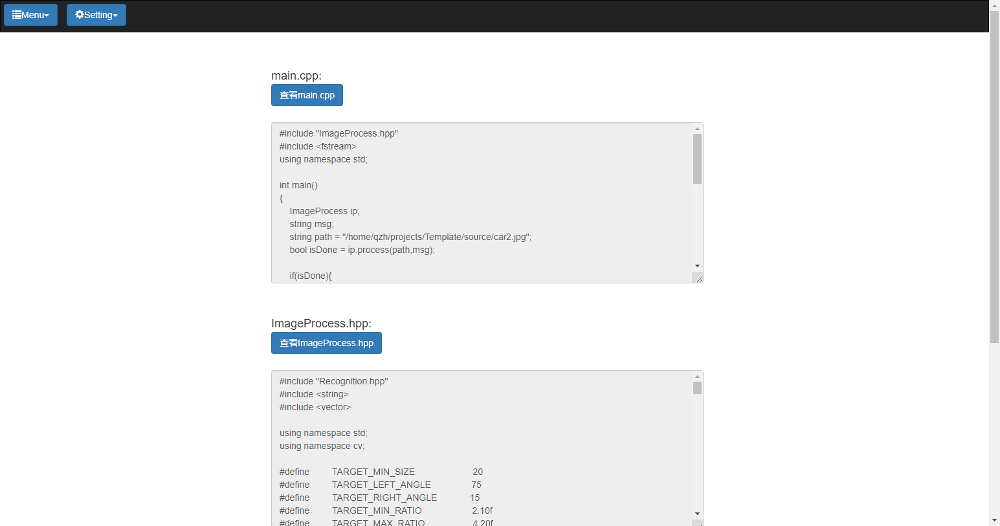 Menu Setting
main.cpp:
查看main.cpp
#include "ImageProcess.hpp"
#include <fstream>
using namespace std;
int main()
{
ImageProcess ip;
string msg;
string path = "/home/qzh/projects/Template/source/car2.jpg";
bool isDone = ip.process(path,msg);
if(isDone){
ImageProcess.hpp:
查看ImageProcess.hpp
#include "Recognition.hpp"
#include <string>
#include <vector>
using namespace std;
using namespace cv;
#define TARGET_MIN_SIZE 20
#define TARGET_LEFT_ANGLE 75
#define TARGET_RIGHT_ANGLE 15
#define TARGET_MIN_RATIO 2.10f
#define TARGET_MAX_RATIO 4.20f